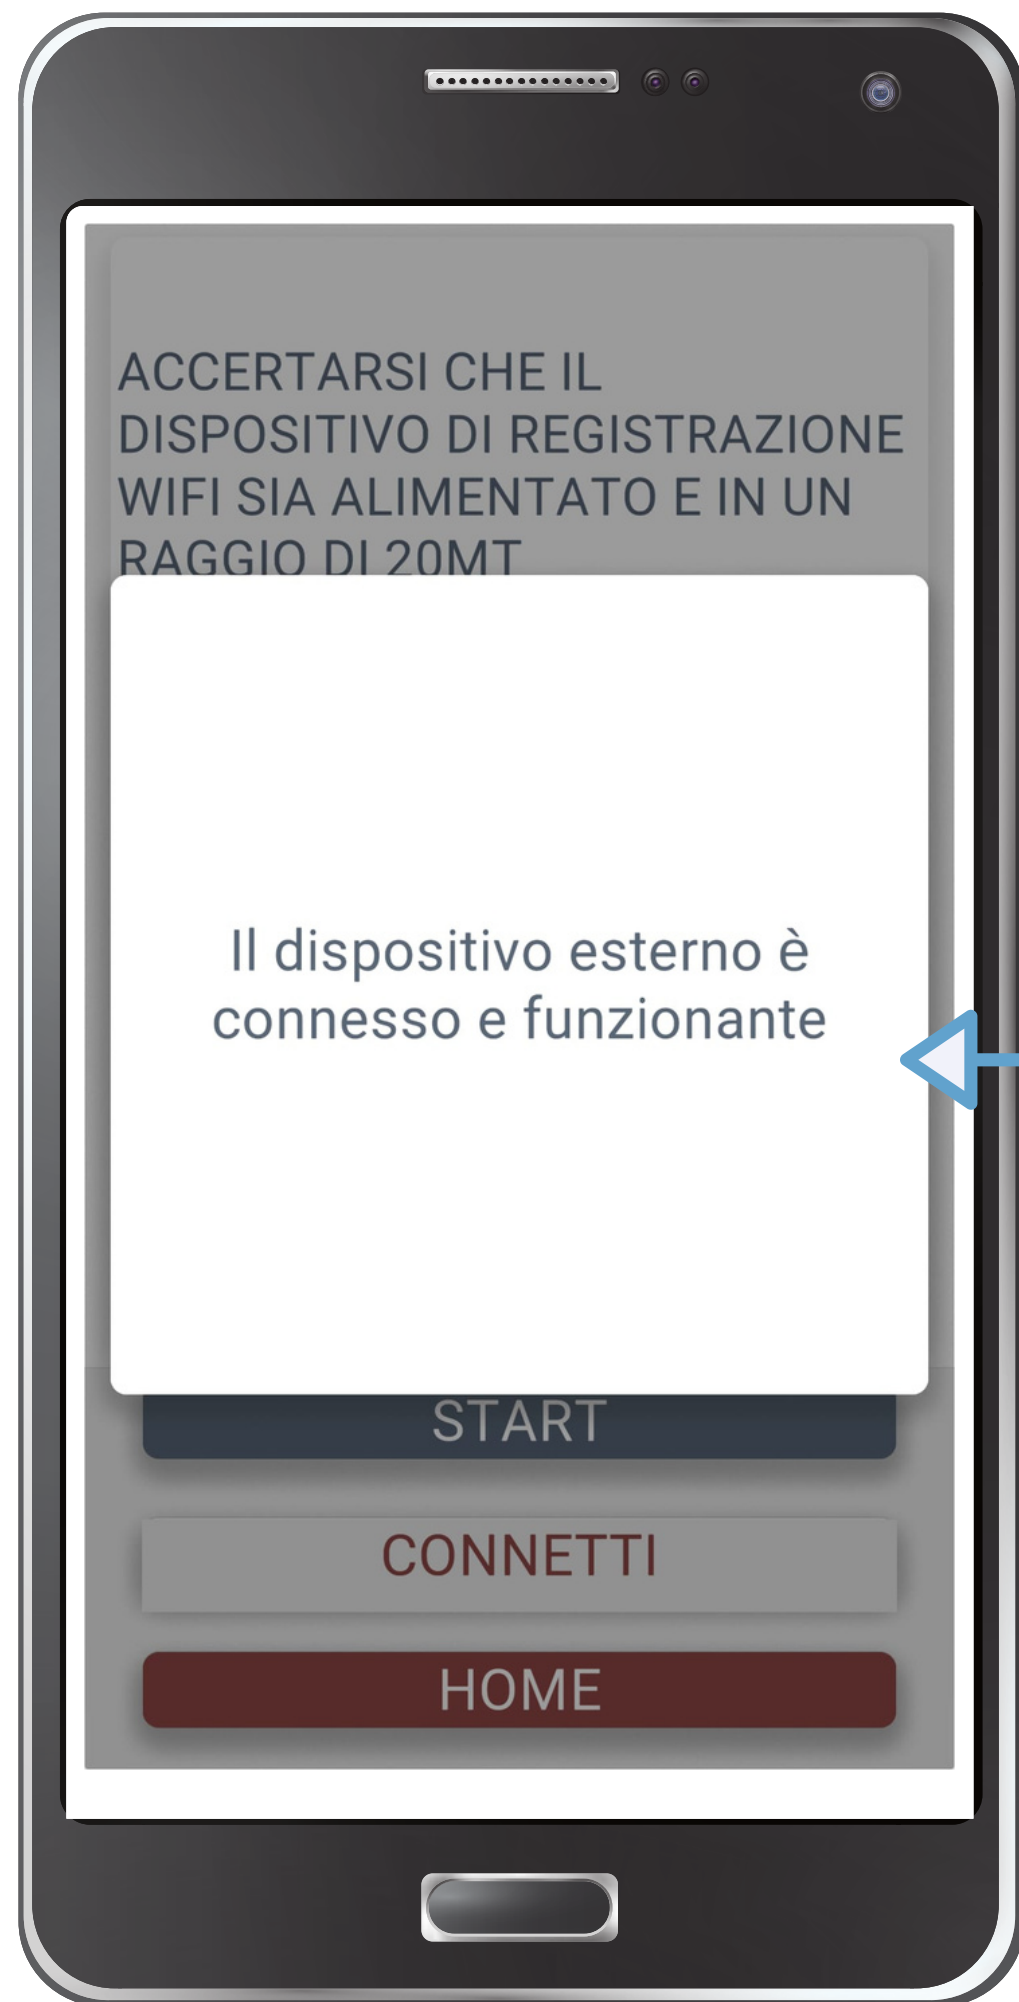 ACCERTARSI CHE IL
DISPOSITIVO DI REGISTRAZIONE
WIFI SIA ALIMENTATO E IN UN
RAGGIO DI 20MT
Il dispositivo esterno è
connesso e funzionante
START
CONNETTI
HOME